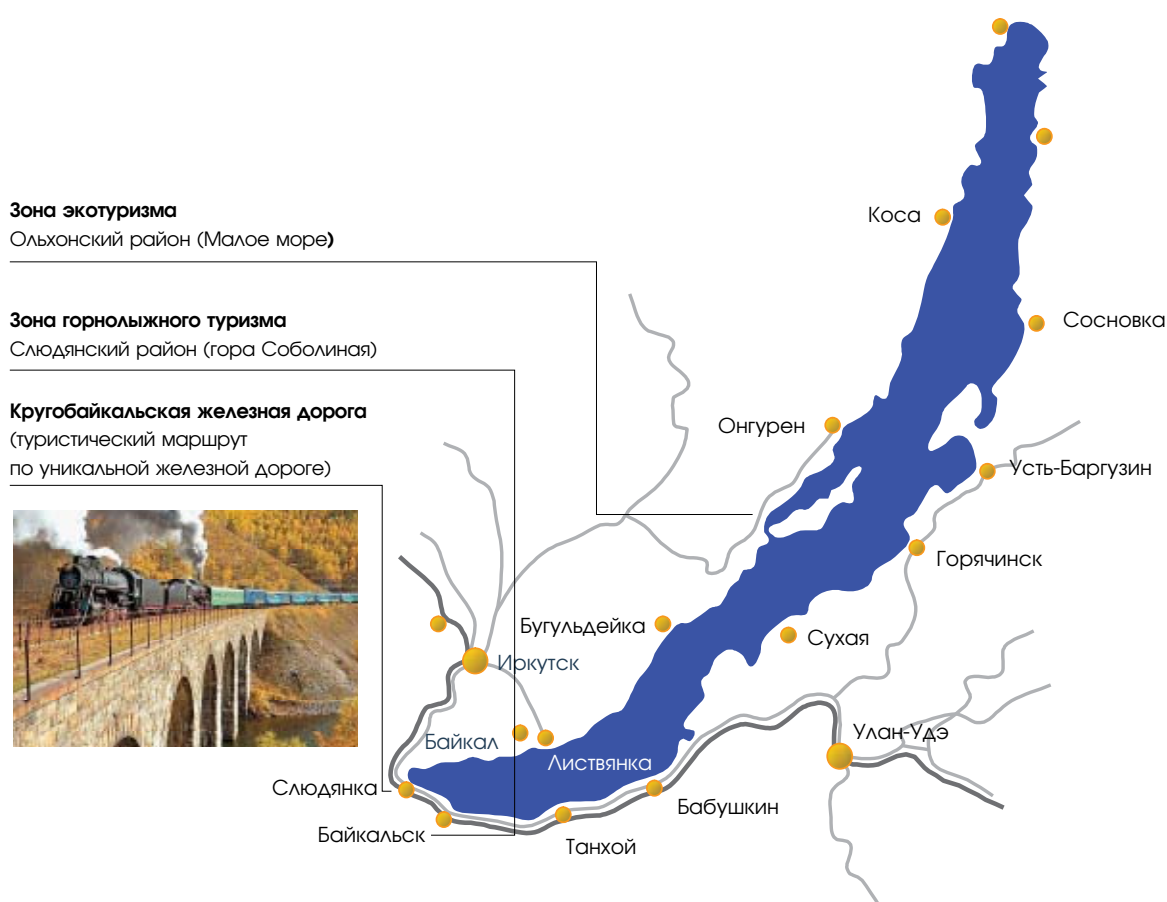 Зона экотуризма
Ольхонский район (Малое море)
Зона горнолыжного туризма
Слюдянский район (гора Соболиная)
Кругобайкальская железная дорога
(туристический маршрут
по уникальной железной дороге)
Коса
Сосновка
Онгурен
Усть-Баргузин
Горячинск
Бугульдейка
Сухая
Иркутск
Улан-Удэ
Байкал
Листвянка
Слюдянка
Бабушкин
Байкальск
Танхой